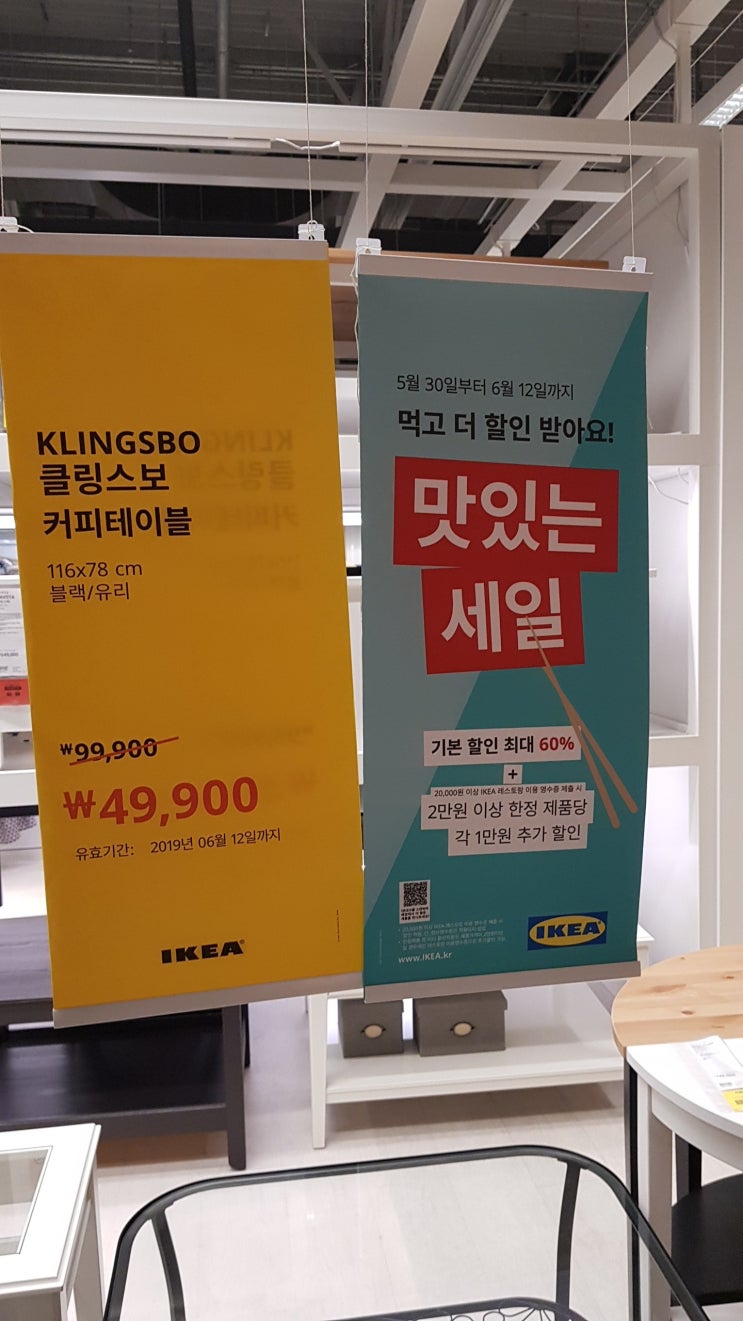 KLINGSBO
클링스보
커피테이블
116x78 cm
블랙/유리
₩99,900
₩49,900
유효기간: 2019년 06월 12일까지
IKEA
5월 30일부터 6월 12일까지
먹고 더 할인 받아요!
맛있는
세일
기본 할인 최대 60%
+
20,000원 이상 IKEA 레스토랑 이용 영수증 제출 시
2만원 이상 한정 제품당
각 1만원 추가 할인
www.IKEA.kr
IKEA